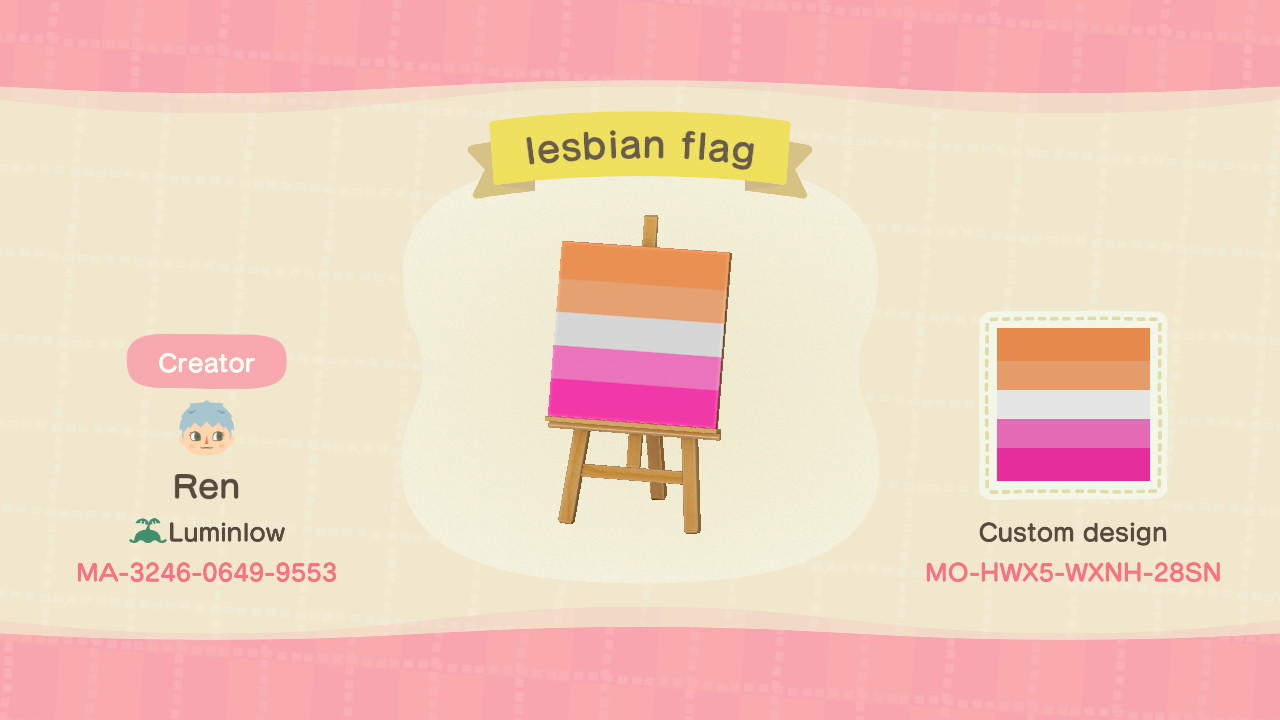 lesbian flag
Creator
Ren
Luminlow
MA-3246-0649-9553
Custom design
MO-HWX5-WXNH-28SN